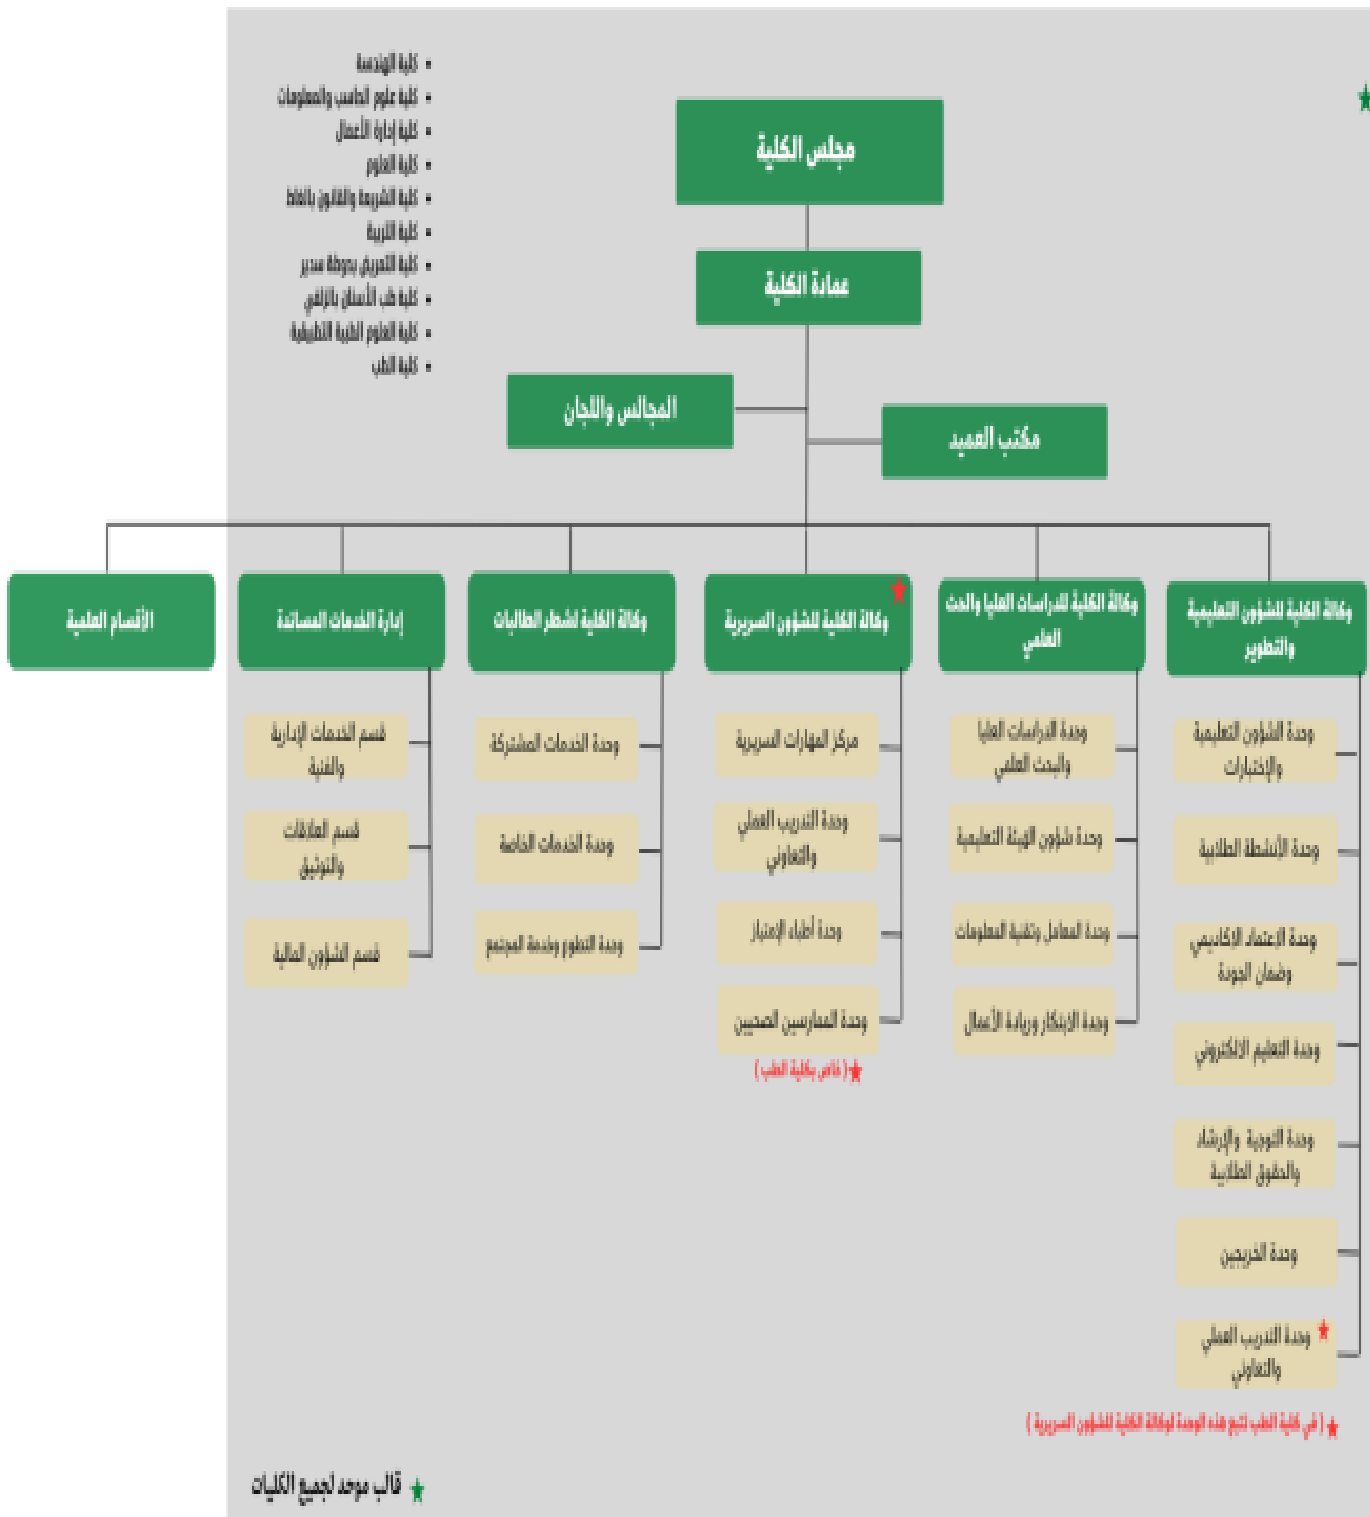 كلية الهندسة
كلية علوم الحاسب والمعلومات
كلية إدارة الأعمال
كلية العلوم
كلية الشريعة والقانون بالغاط
كلية التربية
كلية التمريض بحوطة سدير
كلية طب الأسنان بالزلفي
كلية العلوم الطبية التطبيقية
كلية الطب
مجلس الكلية
عمادة الكلية
المجالس واللجان
مكتب العميد
وكالة الكلية للشؤون التعليمية
والتطوير
وحدة الشؤون التعليمية
والإختبارات
وحدة الأنشطة الطلابية
وحدة الإعتماد الإكاديمي
وضمان الجودة
وحدة التعليم الالكتروني
وحدة التوجية والإرشاد
والحقوق الطلابية
وحدة الخريجين
وحدة التدريب العملي
والتعاوني
( في كلية الطب تتبع هذه الوحدة لوكالة الكلية للشؤون السريرية )
وكالة الكلية للدراسات العليا والحث
العلمي
وحدة الدراسات العليا
والبحث العلمي
وحدة شؤون الهيئة التعليمية
وحدة المعامل وتقنية المعلومات
وحدة الابتكار وريادة الأعمال
وكالة الكلية للشؤون السريرية
مركز المهارات السريرية
وحدة التدريب العملي
والتعاوني
وحدة أطباء الإمتياز
وحدة الممارسين الصحيين
( خاص بكلية الطب )
وكالة الكلية لشطر الطالبات
وحدة الخدمات المشتركة
وحدة الخدمات الخاصة
وحدة التطوع وخدمة المجتمع
إدارة الخدمات المساندة
قسم الخدمات الإدارية
والفنية
قسم العلاقات
والتوثيق
قسم الشؤون المالية
الأقسام العلمية
قالب موحد لجميع الكليات